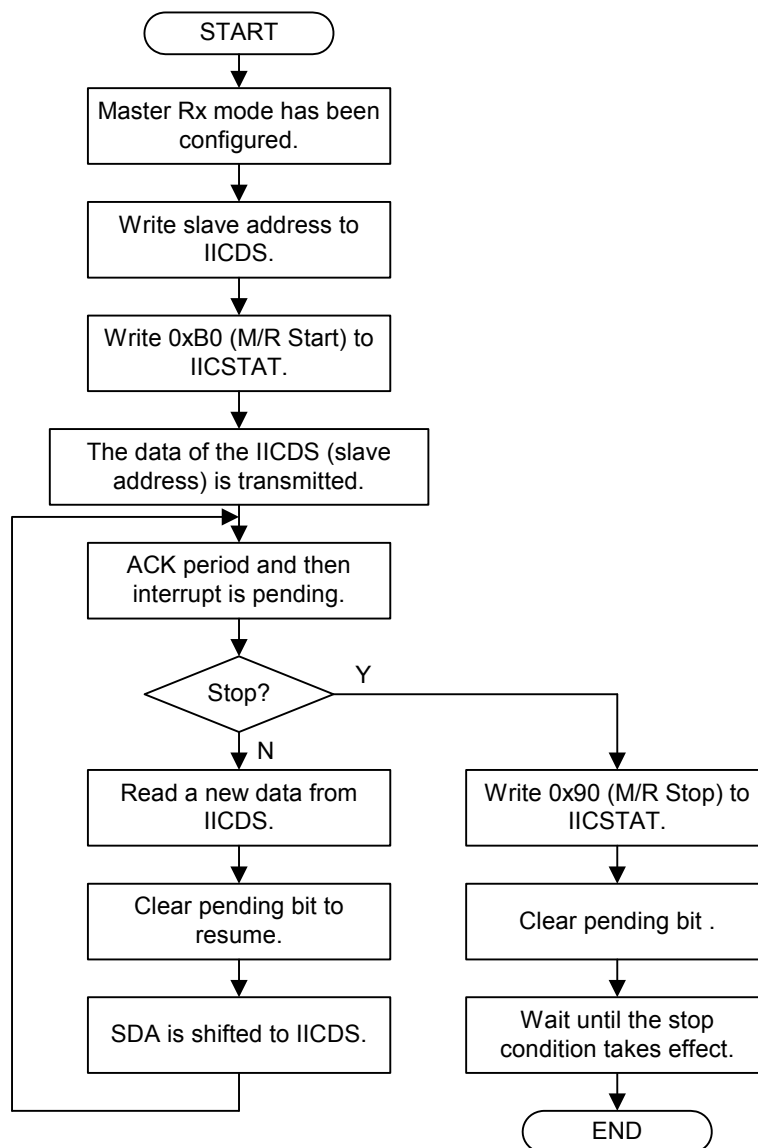 START
Master Rx mode has been
configured.
Write slave address to
IICDS.
Write 0xB0 (M/R Start) to
IICSTAT.
The data of the IICDS (slave
address) is transmitted.
ACK period and then
interrupt is pending.
Stop?
Y
N
Read a new data from
IICDS.
Clear pending bit to
resume.
SDA is shifted to IICDS.
Write 0x90 (M/R Stop) to
IICSTAT.
Clear pending bit .
Wait until the stop
condition takes effect.
END